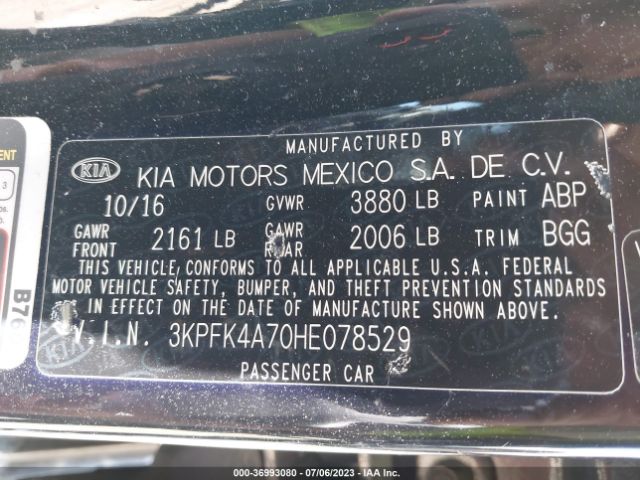 MANUFACTURED BY
KIA KIA MOTORS MEXICO S.A. DE C.V.
10/16 GVWR 3880 LB PAINT ABP
GAWR FRONT 2161 LB GAWR REAR 2006 LB TRIM BGG
THIS VEHICLE CONFORMS TO ALL APPLICABLE U.S.A. FEDERAL
MOTOR VEHICLE SAFETY, BUMPER, AND THEFT PREVENTION STANDARDS
IN EFFECT ON THE DATE OF MANUFACTURE SHOWN ABOVE.
V.I.N. 3KPFK4A70HE078529
PASSENGER CAR
3
B76
000-36993080 - 07/06/2023 - IAA Inc.